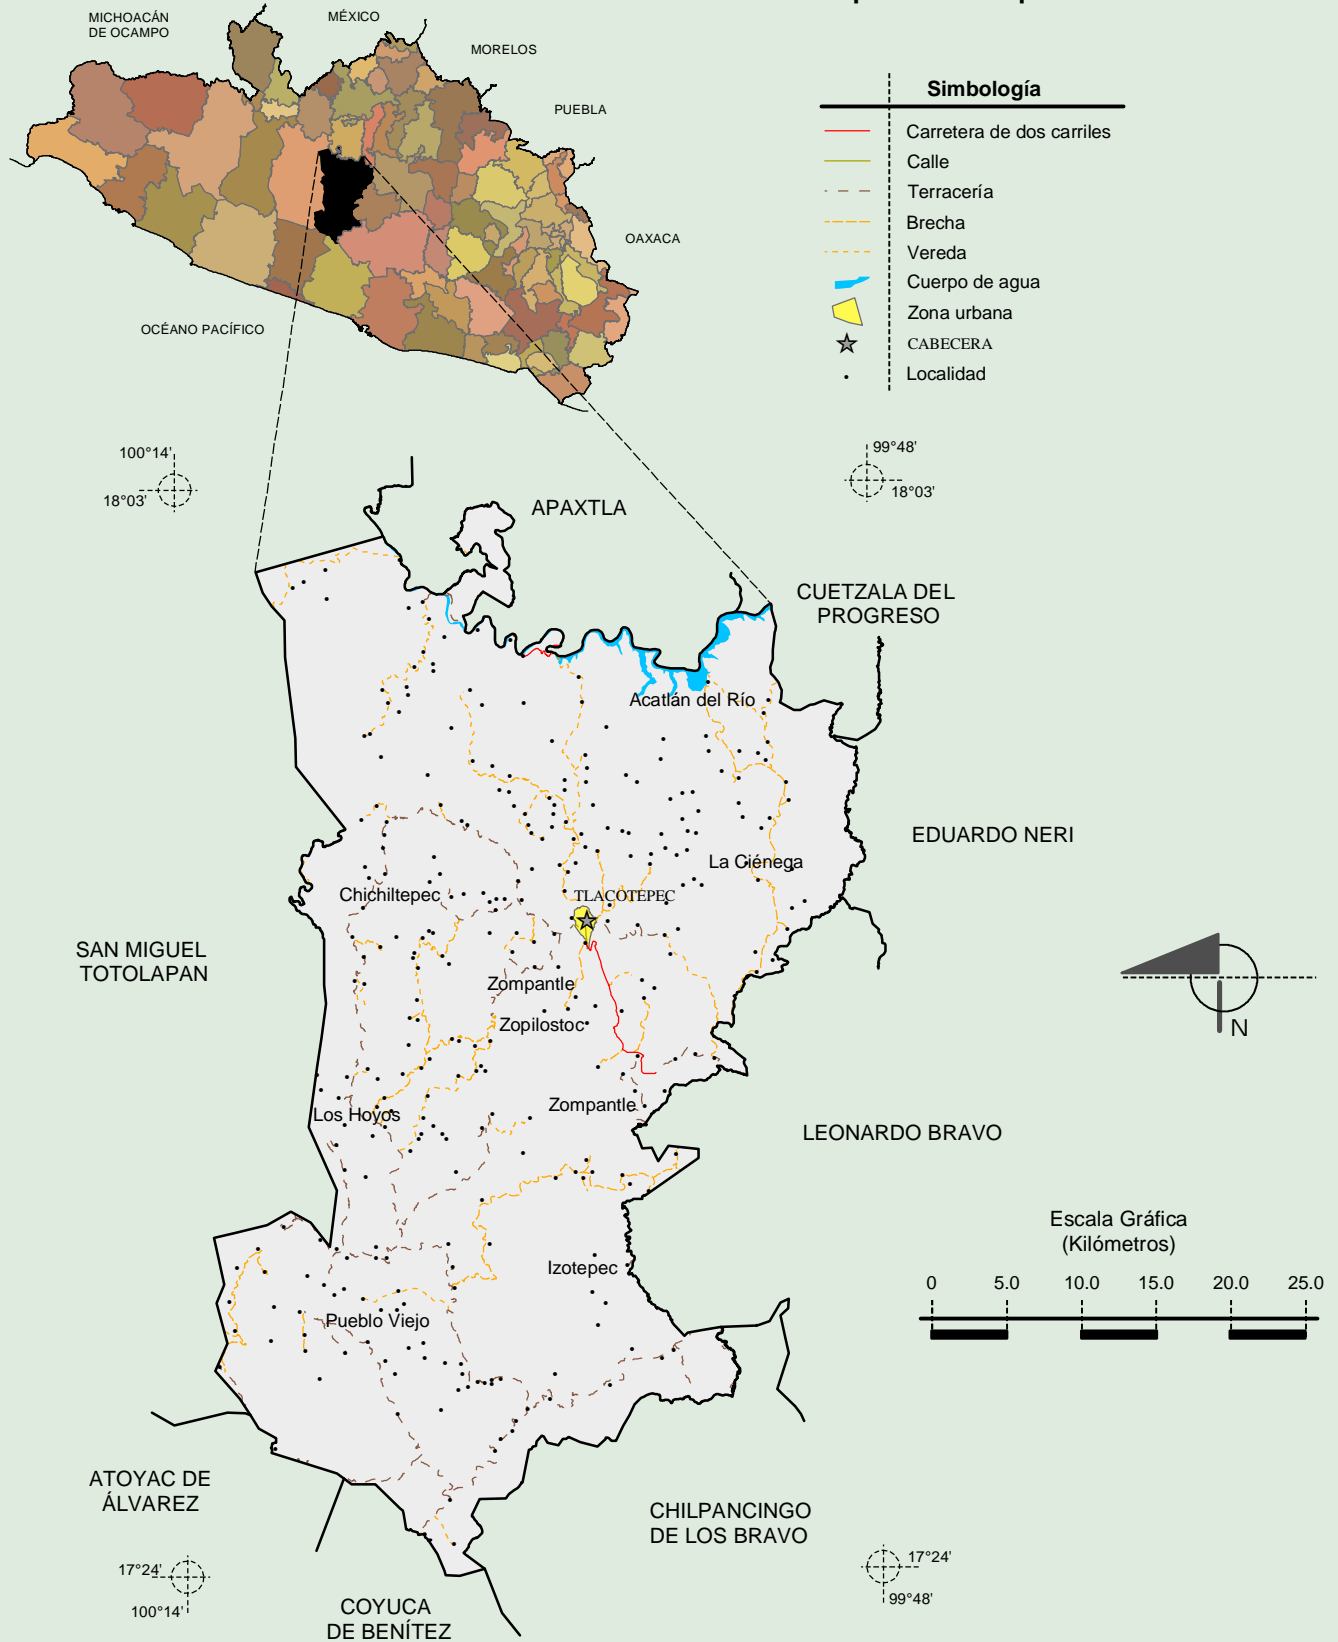 MICHOACÁN
DE OCAMPO
MÉXICO
MORELOS
PUEBLA
OAXACA
OCÉANO PACÍFICO
Simbología
Carretera de dos carriles
Calle
Terracería
Brecha
Vereda
Cuerpo de agua
Zona urbana
CABECERA
Localidad
100°14'
18°03'
99°48'
18°03'
APAXTLA
CUETZALA DEL
PROGRESO
Acatlán del Río
EDUARDO NERI
La Ciénega
Chichiltepec
TLACOTEPEC
SAN MIGUEL
TOTOLAPAN
Zompantle
Zopilostoc
N
Los Hoyos
Zompantle
LEONARDO BRAVO
Escala Gráfica
(Kilómetros)
0 5.0 10.0 15.0 20.0 25.0
Izotepec
Pueblo Viejo
ATOYAC DE
ÁLVAREZ
CHILPANCINGO
DE LOS BRAVO
17°24'
100°14'
17°24'
99°48'
COYUCA
DE BENÍTEZ